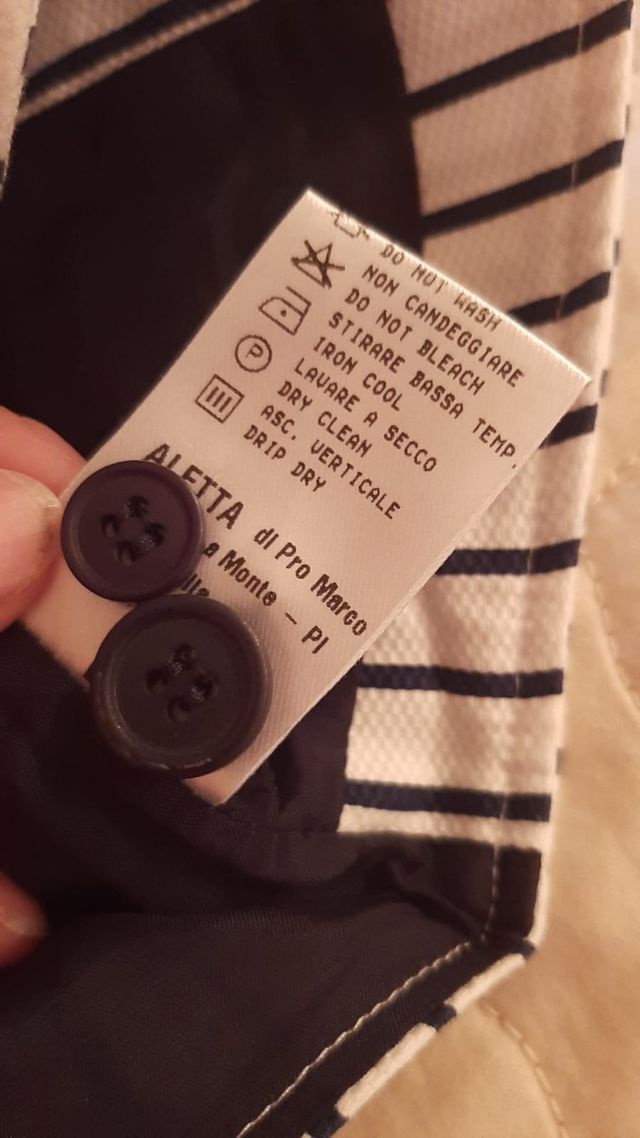 DO NOT WASH
NON CANDEGGIARE
DO NOT BLEACH
STIRARE BASSA TEMP.
IRON COOL
LAVARE A SECCO
DRY CLEAN
ASC. VERTICALE
DRIP DRY
P
ALETTA di Pro Marco
a Monte - PI